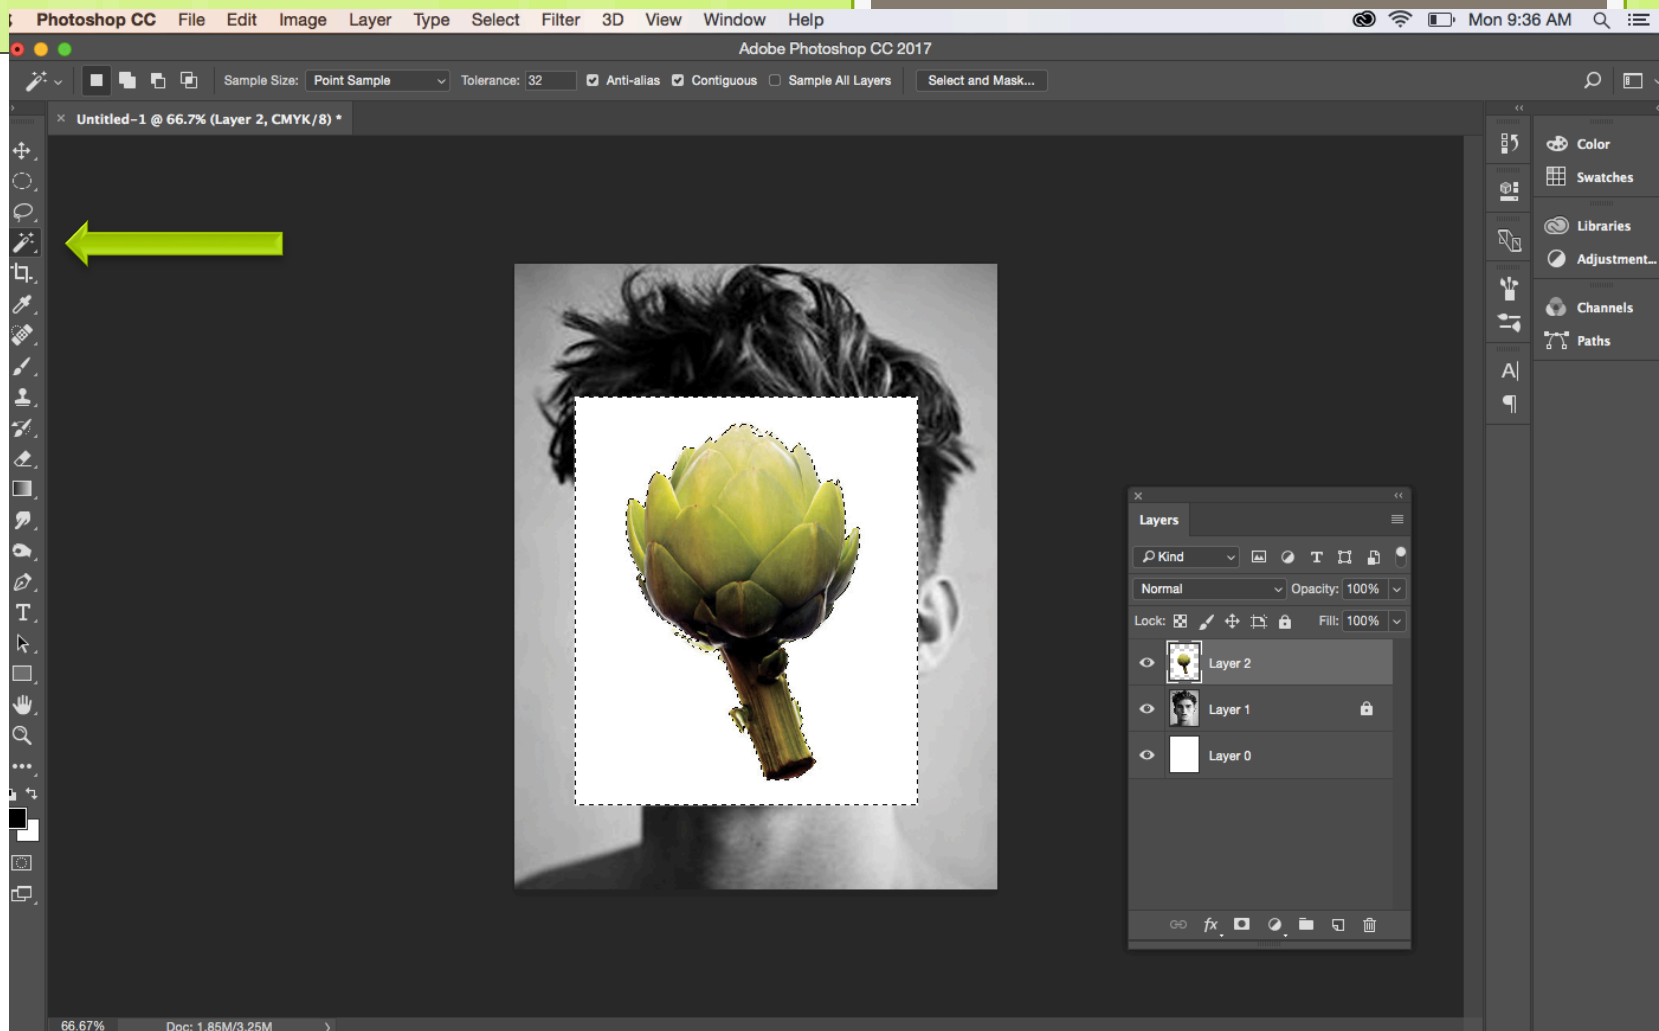 Photoshop CC File Edit Image Layer Type Select Filter 3D View Window Help Mon 9:36 AM
Adobe Photoshop CC 2017
Sample Size: Point Sample Tolerance: 32 Anti-alias Contiguous Sample All Layers Select and Mask...
× Untitled-1 @ 66.7% (Layer 2, CMYK/8) *
Color
Swatches
Libraries
Adjustment...
Channels
Paths
Layers
Kind
Normal Opacity: 100%
Lock: Fill: 100%
Layer 2
Layer 1
Layer 0
66.67% Doc: 1.85M/3.25M